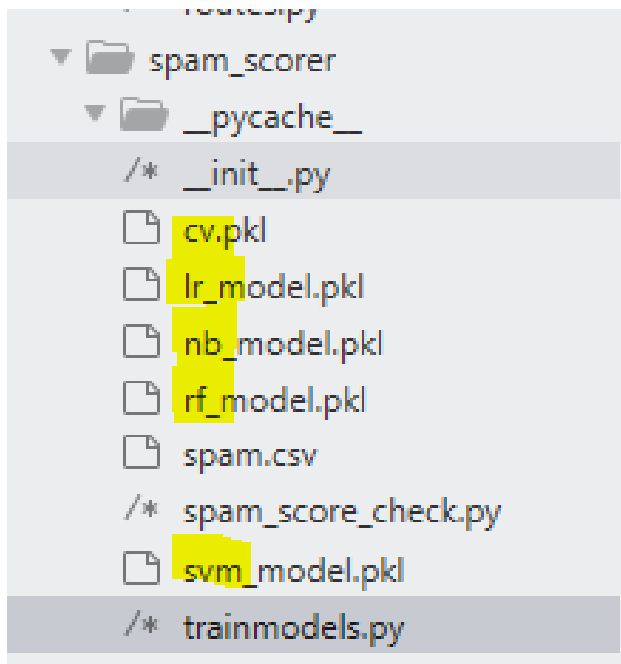 routes.py
spam_scorer
__pycache__
/* __init__.py
cv.pkl
lr_model.pkl
nb_model.pkl
rf_model.pkl
spam.csv
/* spam_score_check.py
svm_model.pkl
/* trainmodels.py